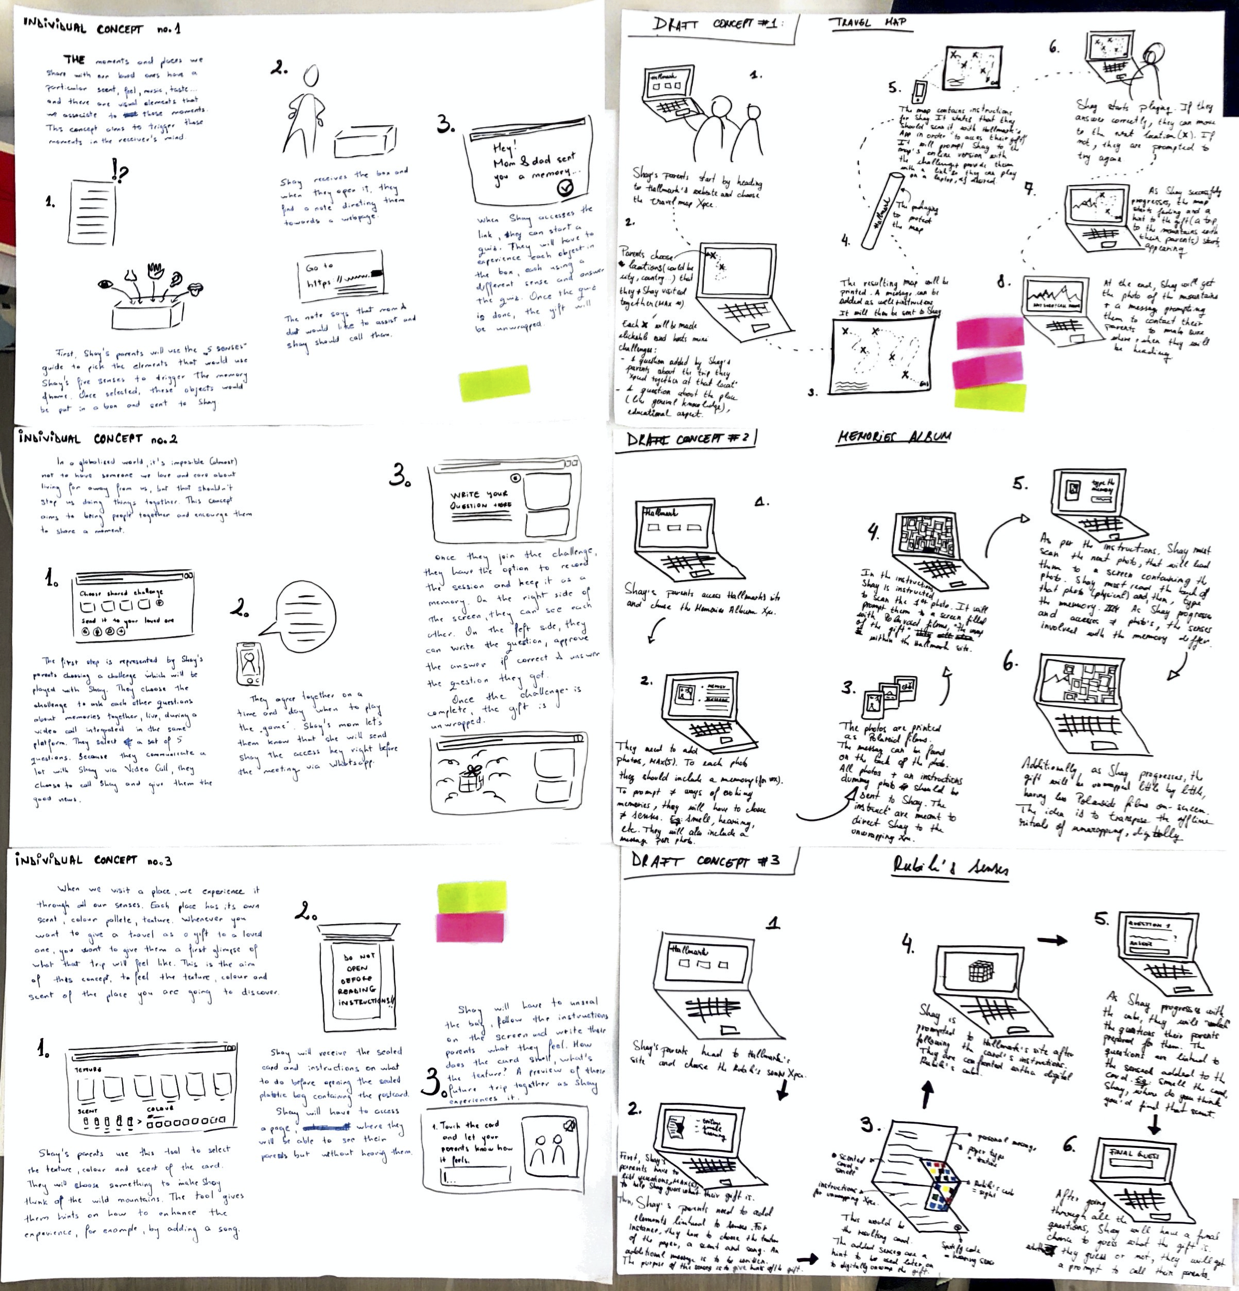 INDIVIDUAL CONCEPT no.1
THE moments and places we
share with our loved ones have a
particular scent, feel, music, taste...
and there are visual elements that
we associate to those moments.
This concept aims to trigger those
moments in the receiver's mind
1.
!?
First, Shay's parents will use the "5 senses"
guide to pick the elements that would use
Shay's five senses to trigger the memory
of home. Once selected, these objects would
be put in a box and sent to Shay
2.
Shay receives the box and
when they open it, they
find a note directing them
towards a webpage.
Go to
https://
The note says that mom &
dad would like to assist and
Shay should call them.
3.
Hey!
Mom & dad sent
you a memory...
When Shay accesses the
link, they can start a
quiz. They will have to
experience each object in
the box, each using a
different sense and answer
the quiz. Once the quiz
is done, the gift will
be unwrapped.
DRAFT CONCEPT #1:
TRAVEL MAP
1.
Hallmark
Shay's parents start by heading
to Hallmark's website and choose
the travel map Xpce.
2.
Parents choose
locations (could be
city, country) that
they & Shay visited
together (MAX
Each X will be made
clickable and hosts mini
challenges:
- 1 question added by Shay's
parents about the trip they
Xpced together at that locat°
- 1 question about the place
(like general knowledge),
educational aspect.
3.
The resulting map will be
printed. A message can be
added as well + instructions
It will then be sent to Shay
4.
Hallmark
The packaging
to protect
the map
5.
The map contains instructions
for Shay. It states that they
should scan it with Hallmark's
App in order to access their gift.
It will prompt Shay to the
map's online version with
the challenges
6.
Shay starts playing. If they
answer correctly, they can move
to the next location (X). If
not, they are prompted to
try again
7.
As Shay successfully
progresses, the map
starts fading and a
hint to the gift (a trip
to the mountains with
their parents) starts
appearing.
8.
At the end, Shay will get
the photo of the mountains
+ a message prompting
them to contact their
parents to make sure
where & when they will
be heading.
INDIVIDUAL CONCEPT no.2
In a globalised world, it's impossible (almost)
not to have someone we love and care about
living far away from us, but that shouldn't
stop us doing things together. This concept
aims to bring people together and encourage them
to share a moment.
1.
Choose shared challenge
Send it to your loved one
The first step is represented by Shay's
parents choosing a challenge which will be
played with Shay. They choose the
challenge to ask each other questions
about memories together, live, during a
video call integrated in the same
platform. They select a set of 5
questions. Because they communicate a
lot with Shay via Video Call, they
choose to call Shay and give them the
good news.
2.
They agree together on a
time and day when to play
the "game". Shay's mom let's
them know that she will send
Shay the access key right before
the meeting via Whatsapp.
3.
WRITE YOUR
QUESTION HERE
Once they join the challenge,
they have the option to record
the session and keep it as a
memory. On the right side of
the screen, they can see each
other. On the left side, they
can write the question, approve
the answer if correct & answer
the question they got.
Once the challenge is
complete, the gift is
unwrapped.
DRAFT CONCEPT #2
MEMORIES ALBUM
1.
Hallmark
Shay's parents access Hallmark's site
and choose the Memories Album Xpce.
2.
They need to add
photos, MAX(5). To each photo
they should include a memory
To prompt ≠ ways of evoking
memories, they will have to choose
≠ senses. Eg: smell, hearing,
etc. They will also include a
message per photo.
3.
The photos are printed
as Polaroid films.
The message can be found
on the back of the photo.
All photos + an instructions
dummy photo should be
sent to Shay. The
instruct° are meant to
direct Shay to the
unwrapping Xpce.
4.
In the instructions,
Shay is instructed
to scan the 1st photo. It will
prompt them to a screen filled
with Polaroid films,
of the gift"
within the Hallmark site.
5.
Type the
memory
As per the instructions, Shay must
scan the next photo, that will lead
them to a screen containing the
photo. Shay must read the back of
that photo (physical) and then, type
the memory. As Shay progresses
and accesses ≠ photos, the senses
involved with the memory differ.
6.
Additionally, as Shay progresses, the
gift will be unwrapped little by little,
having less Polaroids films on-screen.
The idea is to transpose the offline
rituals of unwrapping, digitally
INDIVIDUAL CONCEPT no.3
When we visit a place, we experience it
through all our senses. Each place has its own
scent, colour pallete, texture. Whenever you
want to give a travel as a gift to a loved
one, you want to give them a first glimpse of
what that trip will feel like. This is the aim
of this concept, to feel the texture, colour and
scent of the place you are going to discover.
1.
TEXTURE
SCENT
COLOUR
Shay's parents use this tool to select
the texture, colour and scent of the card.
They will choose something to make Shay
think of the wild mountains. The tool gives
them hints on how to enhance the
experience, for example, by adding a song.
2.
DO NOT
OPEN
BEFORE
READING
INSTRUCTIONS!
Shay will receive the sealed
card and instructions on what
to do before opening the sealed
plastic bag containing the postcard.
Shay will have to access
a page, where they
will be able to see their
parents but without hearing them.
3.
Shay will have to unseal
the bag, follow the instructions
on the screen and write their
parents what they feel. How
does the card smell, what's
the texture? A preview of their
future trip together as Shay
experiences it.
1. Touch the card
and let your
parents know how
it feels.
DRAFT CONCEPT #3
Rubik's senses
1
Hallmark
Shay's parents head to Hallmark's
site and choose the Rubik's senses Xpce.
2.
First, Shay's
parents have to
add questions, MAX
to help Shay guess what their gift is.
Then, Shay's parents need to add
elements linked to senses. For
instance, they have to choose the texture
of the paper, a scent and song. An
additional message is to be written.
The purpose of the senses is to give hints of the gift.
3.
personal message
paper type
= texture
Rubik's cube
= sight
Scented
card =
smell
instructions
for unwrapping Xpce.
Spotify code
= hearing sense
This would be
the resulting card.
The added senses are a
hint to be used later on
to digitally unwrap the gift.
4.
Shay is
prompted
to Hallmark's site after
following the card's instructions.
They are confronted with a digital
Rubik's cube.
5.
QUESTION 1
As Shay progresses with
the cube, they will
the questions their parents
prepared for them. The
questions are linked to
the senses added to the
card. Eg: Smell the card,
Shay, where do you think
you'd find that scent.
6.
FINAL GUESS
After going
through all the
questions, Shay will have a final
chance to guess what the gift is.
they guess or not, they will get
a prompt to call their parents.